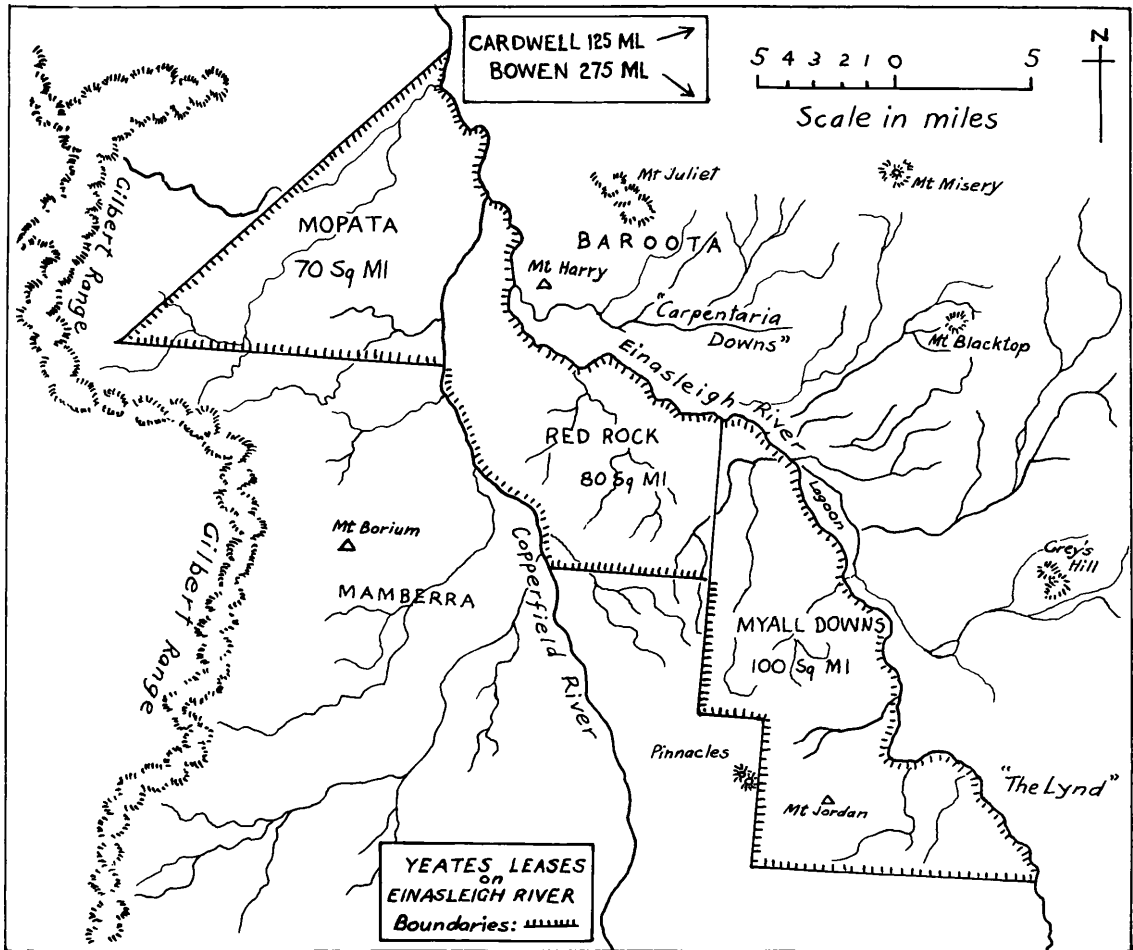 CARDWELL 125 ML
BOWEN 275 ML
N
5 4 3 2 1 0 5
Scale in miles
Mt Juliet
Mt Misery
Gilbert Range
MOPATA
70 Sq MI
BAROOTA
Mt Harry
"Carpentaria
Downs"
Mt Blacktop
Einasleigh River
RED ROCK
80 Sq MI
Lagoon
Mt Borium
Gilbert Range
Copperfield River
Grey's
Hill
MAMBERRA
MYALL DOWNS
100 Sq MI
Pinnacles
Mt Jordan
"The Lynd"
YEATES LEASES
on
EINASLEIGH RIVER
Boundaries: